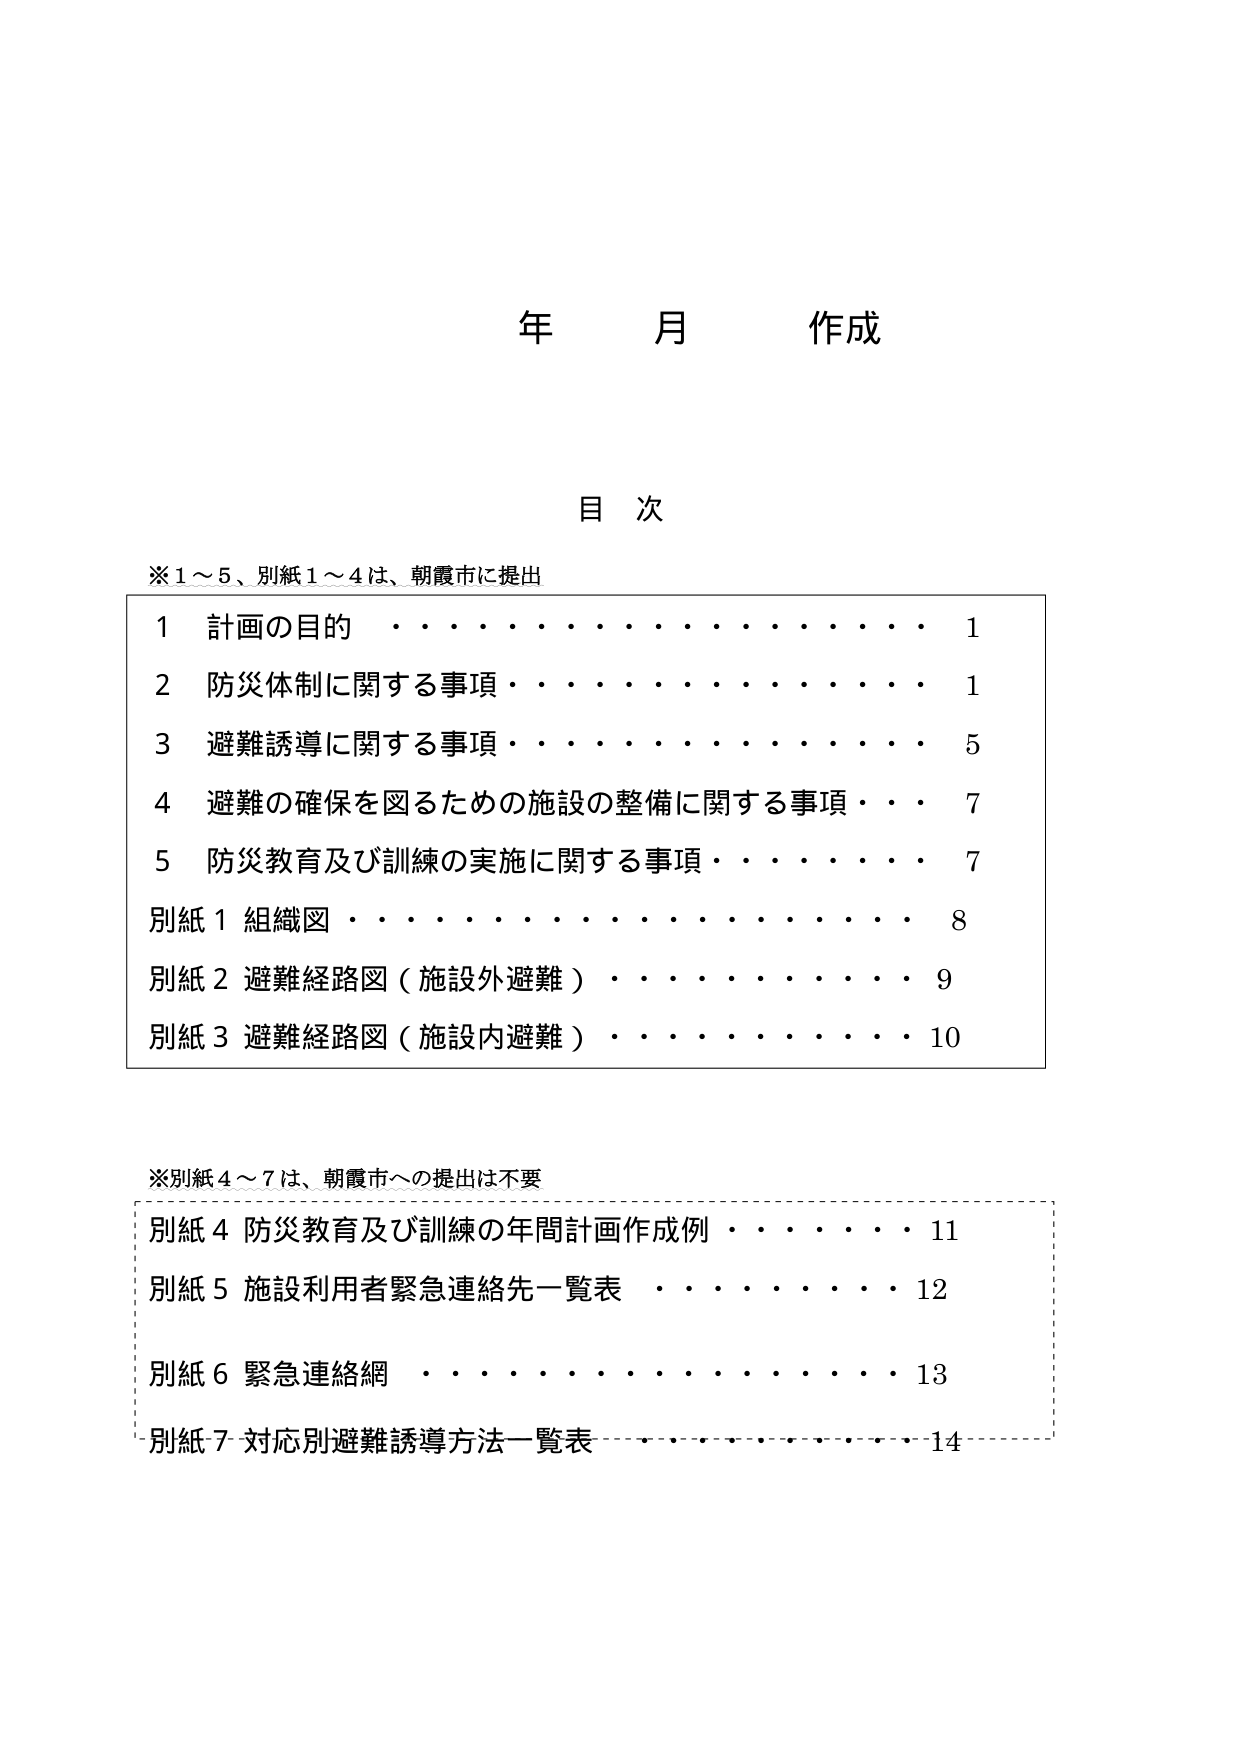 年　　　月　　　作成
目　次
※１～５、別紙１～４は、朝霞市に提出
1　計画の目的　・・・・・・・・・・・・・・・・・・・　1
2　防災体制に関する事項・・・・・・・・・・・・・・・　1
3　避難誘導に関する事項・・・・・・・・・・・・・・・　5
4　避難の確保を図るための施設の整備に関する事項・・・　7
5　防災教育及び訓練の実施に関する事項・・・・・・・・　7
別紙 1 組織図 ・・・・・・・・・・・・・・・・・・・・　8
別紙 2 避難経路図 ( 施設外避難 ) ・・・・・・・・・・・ 9
別紙 3 避難経路図 ( 施設内避難 ) ・・・・・・・・・・・ 10
※別紙４～７は、朝霞市への提出は不要
別紙 4 防災教育及び訓練の年間計画作成例 ・・・・・・・ 11
別紙 5 施設利用者緊急連絡先一覧表　・・・・・・・・・ 12
別紙 6 緊急連絡網　・・・・・・・・・・・・・・・・・ 13
別紙 7 対応別避難誘導方法一覧表　・・・・・・・・・・ 14